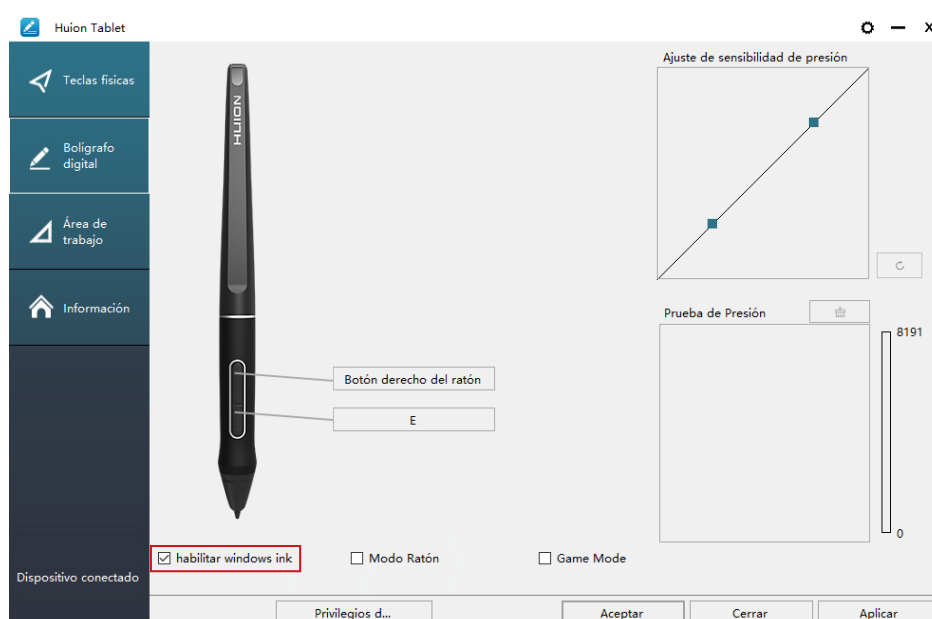 Huion Tablet
Teclas físicas
Bolígrafo
digital
Área de
trabajo
Información
Dispositivo conectado
HUION
Botón derecho del ratón
E
Ajuste de sensibilidad de presión
Prueba de Presión
8191
0
habilitar windows ink
Modo Ratón
Game Mode
Privilegios d...
Aceptar
Cerrar
Aplicar